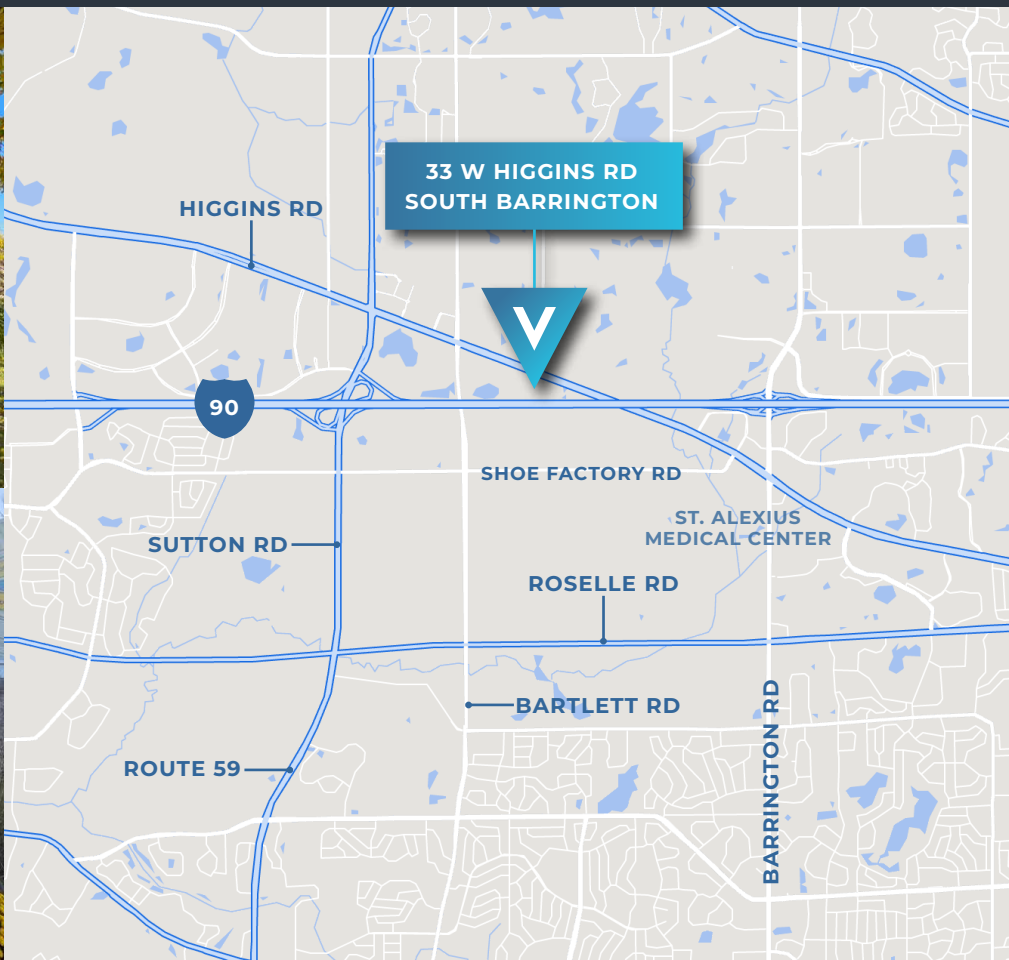 33 W HIGGINS RD
SOUTH BARRINGTON
HIGGINS RD
V
90
SHOE FACTORY RD
ST. ALEXIUS
MEDICAL CENTER
SUTTON RD
ROSELLE RD
BARTLETT RD
BARRINGTON RD
ROUTE 59